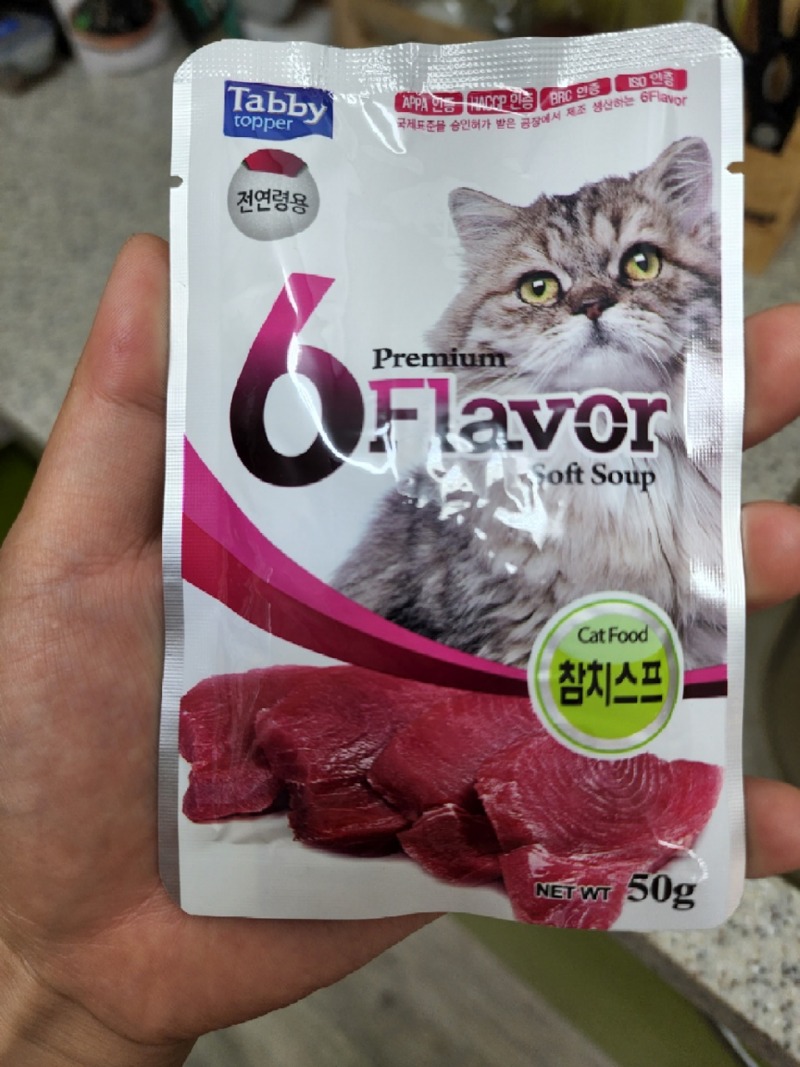 Tabby
topper
APPA 인증 HACCP 인증 BRC 인증 ISO 인증
국제표준을 승인허가 받은 공장에서 제조 생산하는 6Flavor
전연령용
6
Premium
Flavor
Soft Soup
Cat Food
참치스프
NET WT 50g